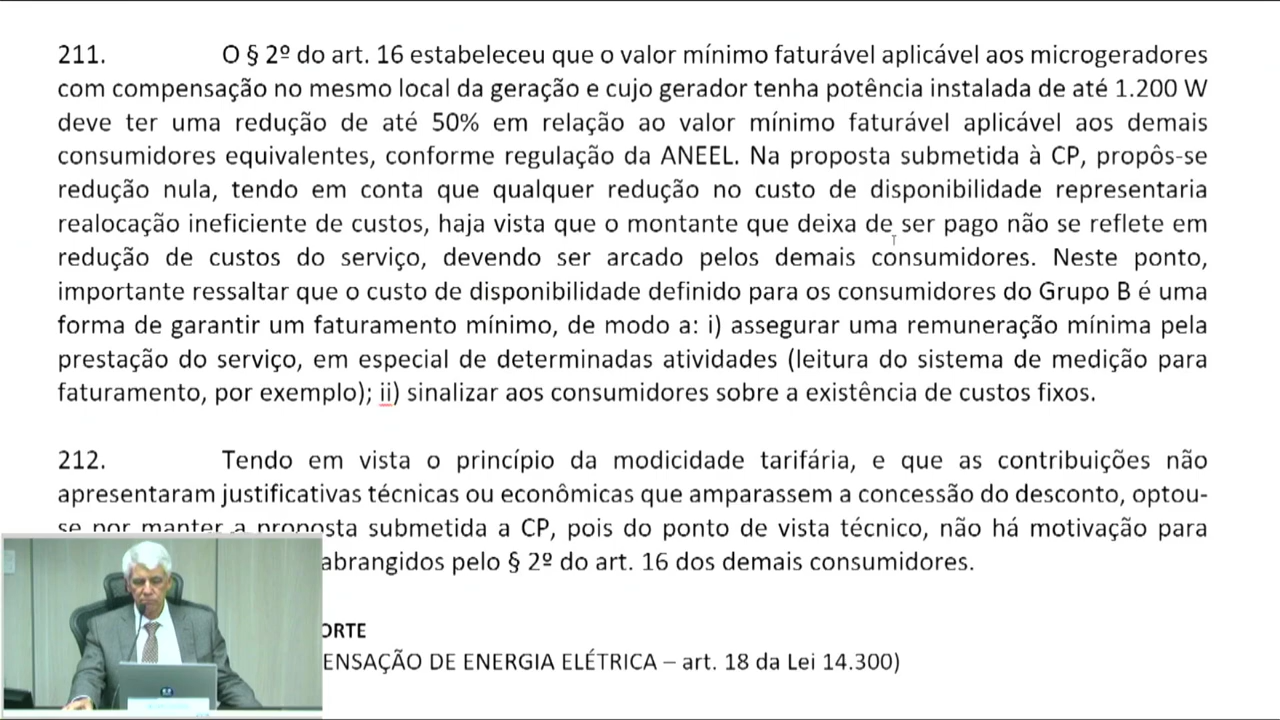 211. O § 2º do art. 16 estabeleceu que o valor mínimo faturável aplicável aos microgeradores
com compensação no mesmo local da geração e cujo gerador tenha potência instalada de até 1.200 W
deve ter uma redução de até 50% em relação ao valor mínimo faturável aplicável aos demais
consumidores equivalentes, conforme regulação da ANEEL. Na proposta submetida à CP, propôs-se
redução nula, tendo em conta que qualquer redução no custo de disponibilidade representaria
realocação ineficiente de custos, haja vista que o montante que deixa de ser pago não se reflete em
redução de custos do serviço, devendo ser arcado pelos demais consumidores. Neste ponto,
importante ressaltar que o custo de disponibilidade definido para os consumidores do Grupo B é uma
forma de garantir um faturamento mínimo, de modo a: i) assegurar uma remuneração mínima pela
prestação do serviço, em especial de determinadas atividades (leitura do sistema de medição para
faturamento, por exemplo); ii) sinalizar aos consumidores sobre a existência de custos fixos.
212. Tendo em vista o princípio da modicidade tarifária, e que as contribuições não
apresentaram justificativas técnicas ou econômicas que amparassem a concessão do desconto, optou-
se por manter a proposta submetida a CP, pois do ponto de vista técnico, não há motivação para
abrangidos pelo § 2º do art. 16 dos demais consumidores.
ORTE
ENSAÇÃO DE ENERGIA ELÉTRICA – art. 18 da Lei 14.300)